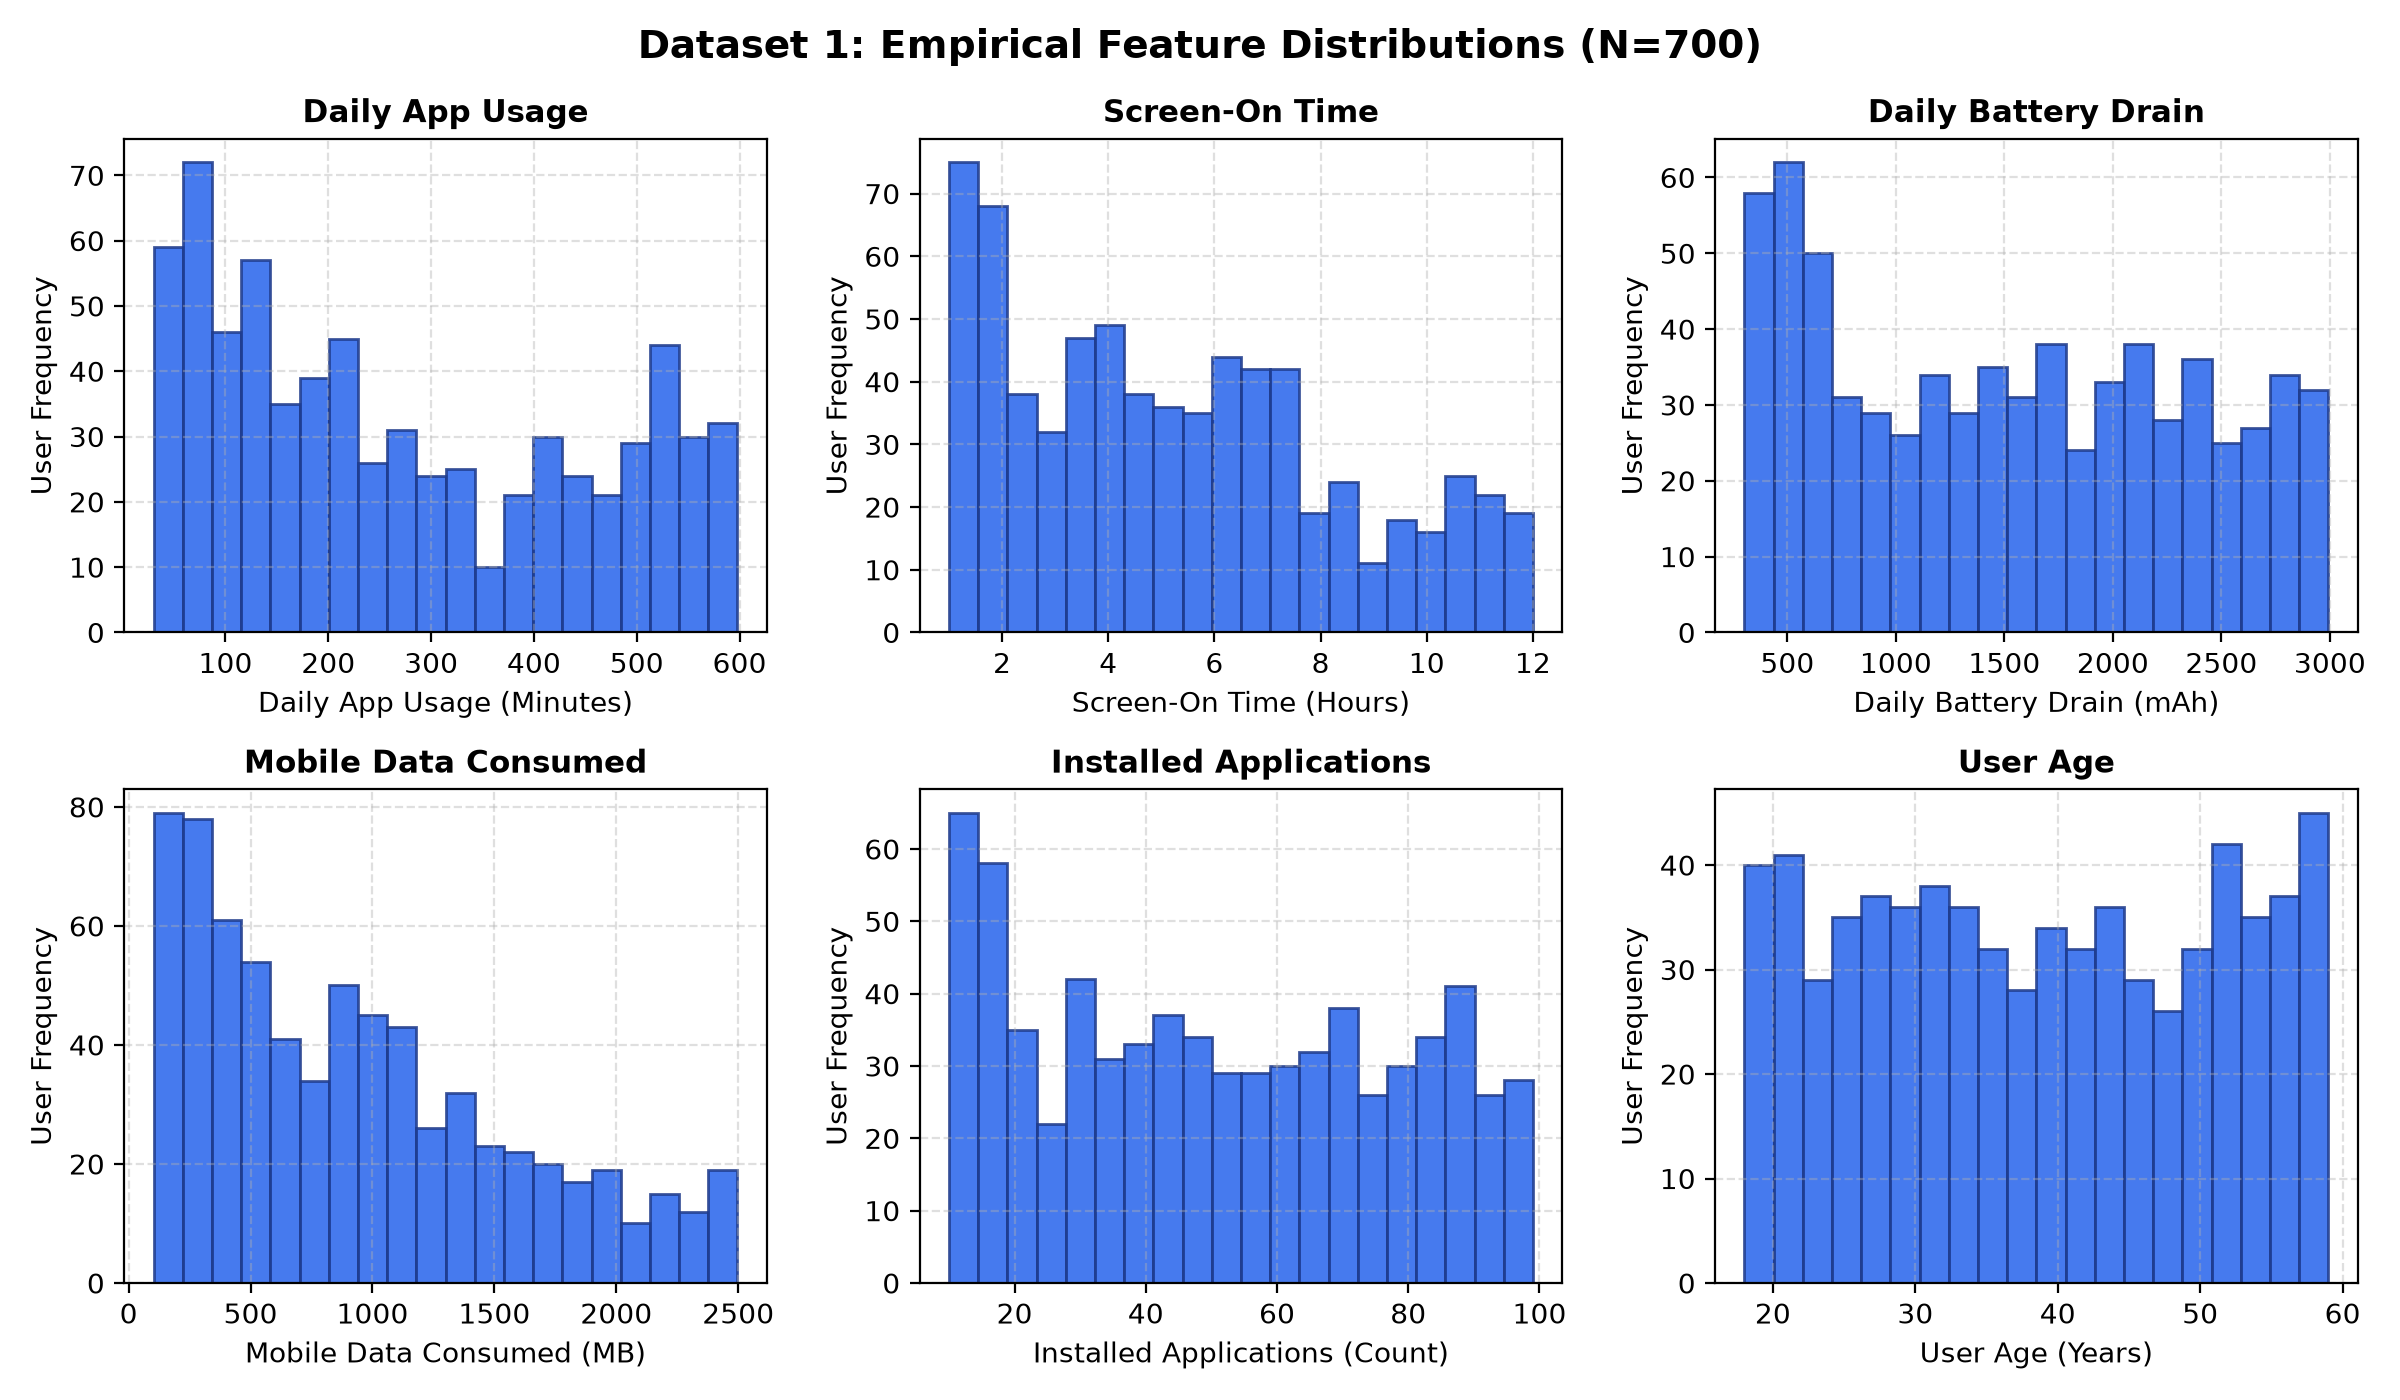 Dataset 1: Empirical Feature Distributions (N=700)
Daily App Usage
User Frequency
70
60
50
40
30
20
10
0
100 200 300 400 500 600
Daily App Usage (Minutes)
Screen-On Time
User Frequency
70
60
50
40
30
20
10
0
2 4 6 8 10 12
Screen-On Time (Hours)
Daily Battery Drain
User Frequency
60
50
40
30
20
10
0
500 1000 1500 2000 2500 3000
Daily Battery Drain (mAh)
Mobile Data Consumed
User Frequency
80
60
40
20
0
0 500 1000 1500 2000 2500
Mobile Data Consumed (MB)
Installed Applications
User Frequency
60
50
40
30
20
10
0
20 40 60 80 100
Installed Applications (Count)
User Age
User Frequency
40
30
20
10
0
20 30 40 50 60
User Age (Years)